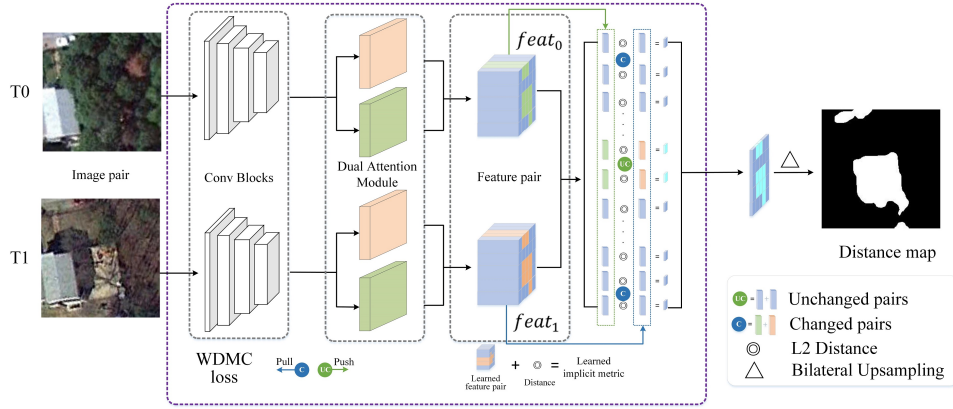 T0
Image pair
T1
Conv Blocks
Dual Attention
Module
feat0
Feature pair
feat1
C
UC
C
Distance map
WDMC
loss
Pull
C
UC
Push
Learned
feature pair
+
Distance
=
Learned
implicit metric
UC = Unchanged pairs
C = Changed pairs
L2 Distance
Bilateral Upsampling